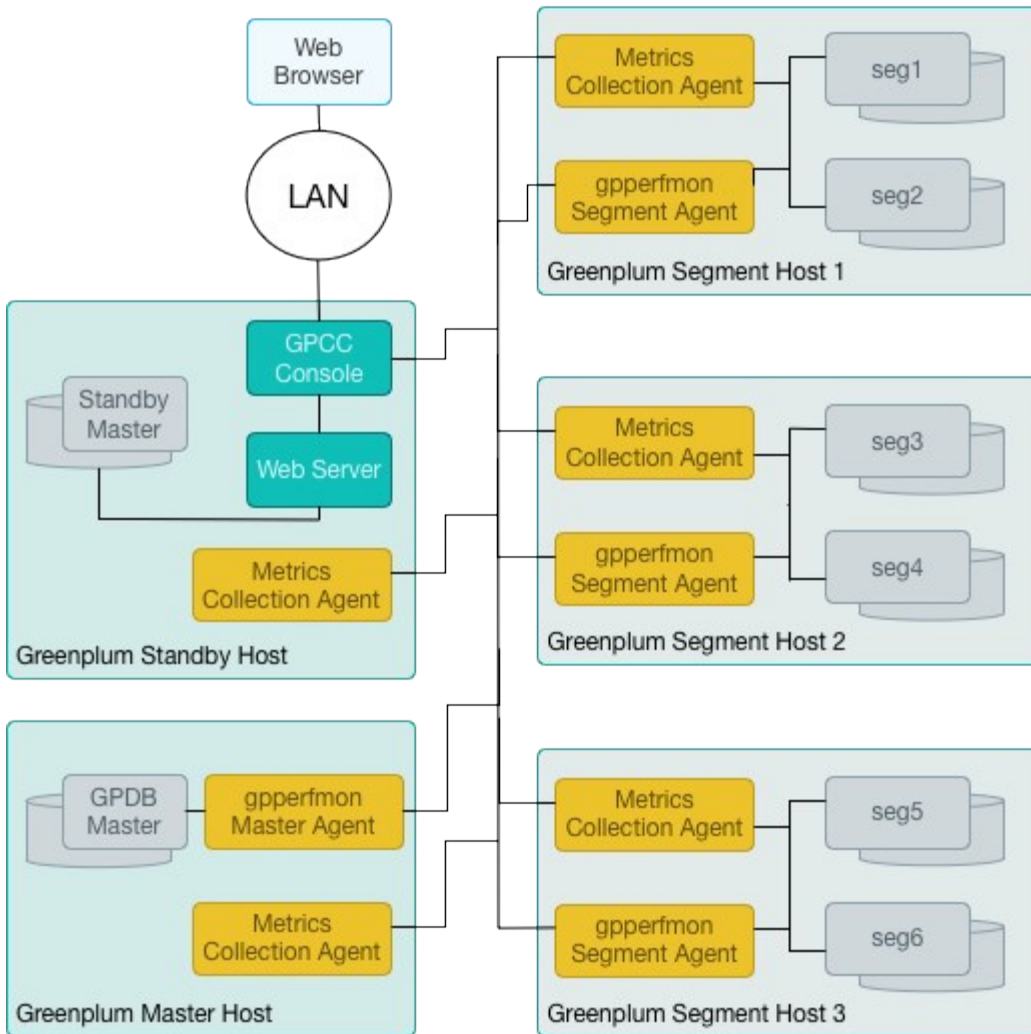 Web
Browser
LAN
GPCC
Console
Standby
Master
Web Server
Metrics
Collection Agent
Greenplum Standby Host
GPDB
Master
gpperfmon
Master Agent
Metrics
Collection Agent
Greenplum Master Host
Metrics
Collection Agent
seg1
gpperfmon
Segment Agent
seg2
Greenplum Segment Host 1
Metrics
Collection Agent
seg3
gpperfmon
Segment Agent
seg4
Greenplum Segment Host 2
Metrics
Collection Agent
seg5
gpperfmon
Segment Agent
seg6
Greenplum Segment Host 3